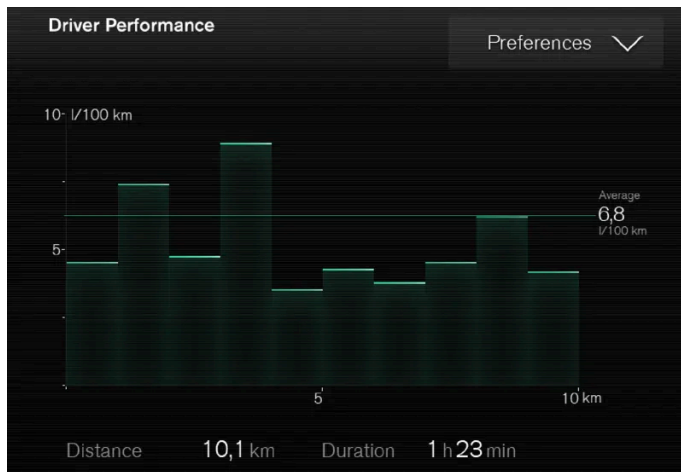 Driver Performance
Preferences
10 l/100 km
Average
6,8
l/100 km
5
5
10 km
Distance 10,1 km Duration 1 h 23 min